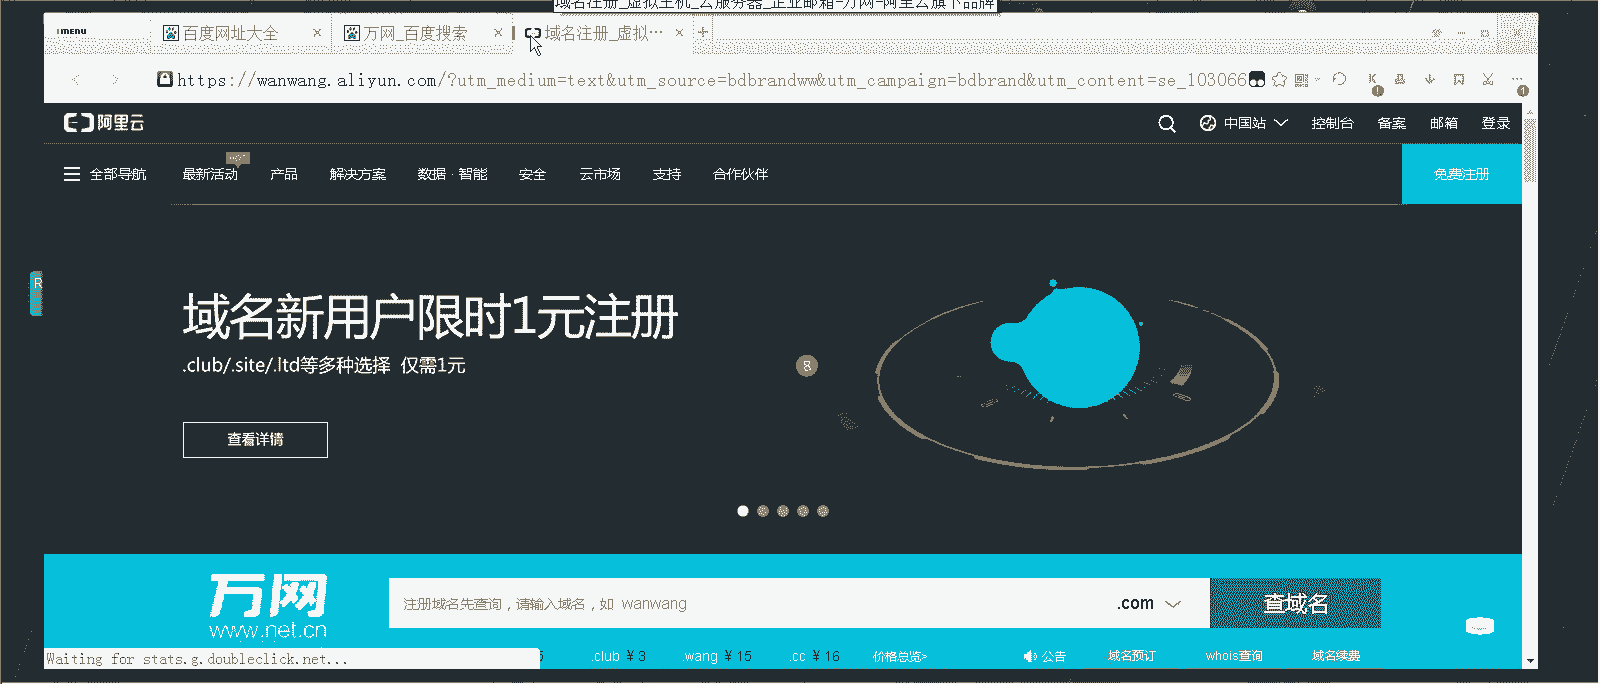 域名注册_虚拟主机_云服务器_企业邮箱-万网-阿里云旗下品牌
MENU 百度网址大全 × 万网_百度搜索 × 域名注册_虚拟… × +
https://wanwang.aliyun.com/?utm_medium=text&utm_source=bdbrandww&utm_campaign=bdbrand&utm_content=se_103066
阿里云 中国站 控制台 备案 邮箱 登录
HOT
全部导航 最新活动 产品 解决方案 数据·智能 安全 云市场 支持 合作伙伴 免费注册
R
域名新用户限时1元注册
.club/.site/.ltd等多种选择 仅需1元
8
查看详情
万网
www.net.cn
注册域名先查询，请输入域名，如 wanwang .com 查域名
.club ¥ 3 .wang ¥ 15 .cc ¥ 16 价格总览> 公告 域名预订 whois查询 域名续费
Waiting for stats.g.doubleclick.net...